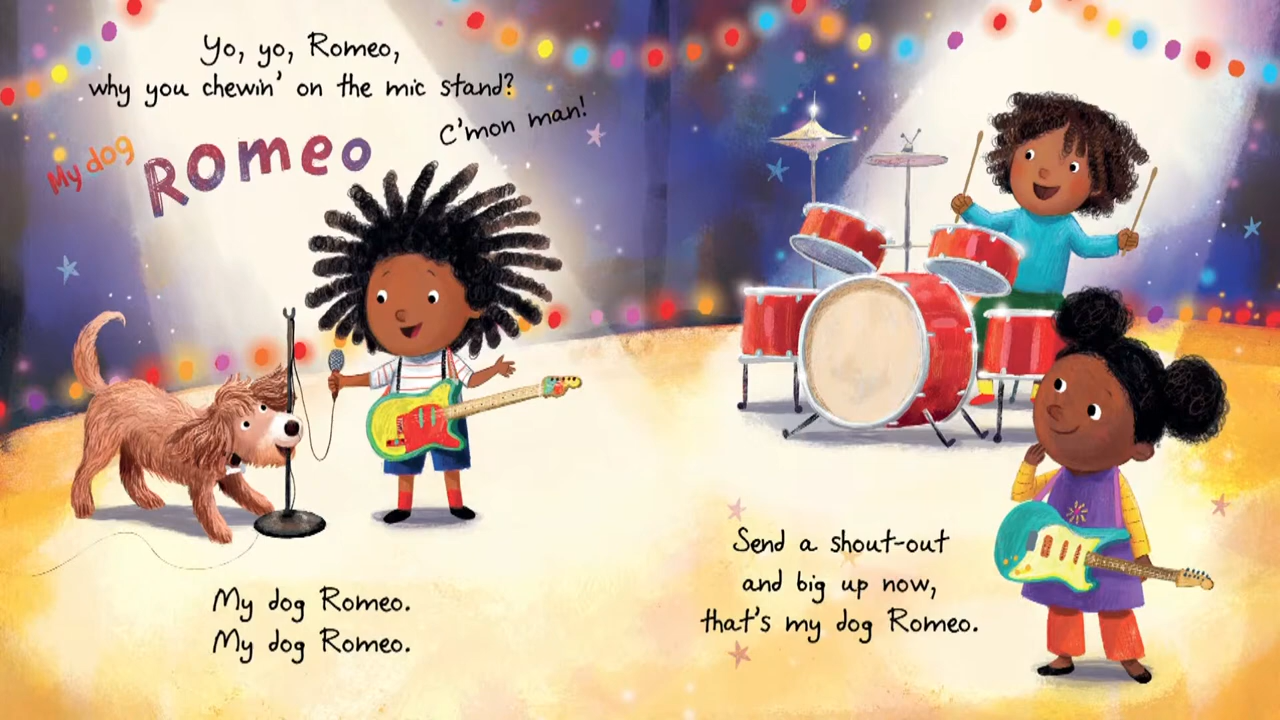 Yo, yo, Romeo,
why you chewin' on the mic stand?
C'mon man!
My dog
ROMEO
My dog Romeo.
My dog Romeo.
Send a shout-out
and big up now,
that's my dog Romeo.